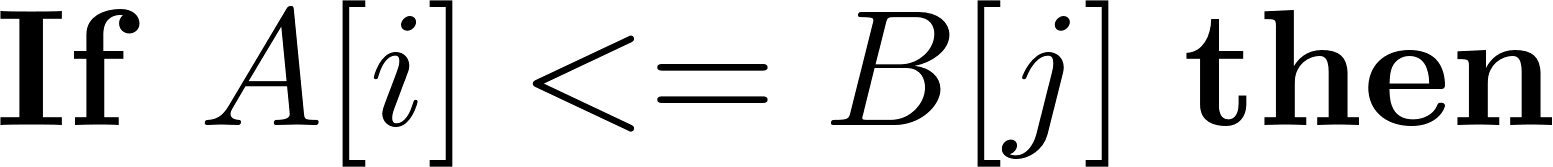 If A[i] <= B[j] then